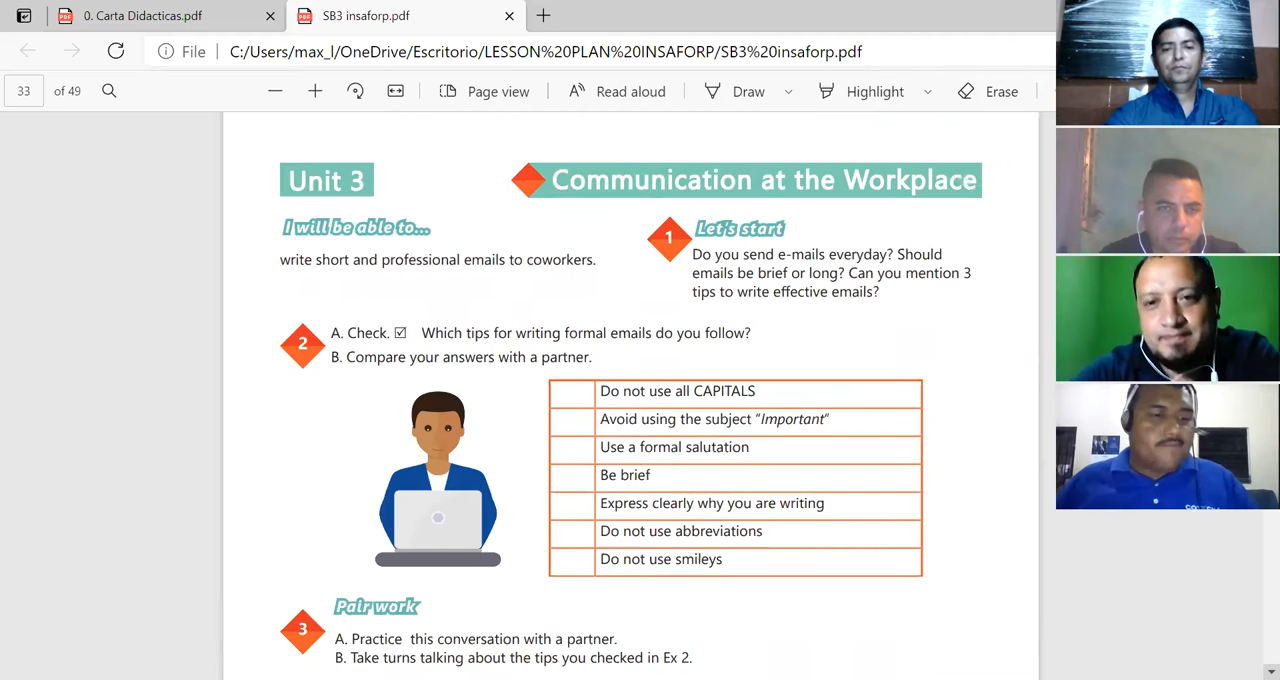 0. Carta Didacticas.pdf
SB3 insaforp.pdf
File
C:/Users/max_l/OneDrive/Escritorio/LESSON%20PLAN%20INSAFORP/SB3%20insaforp.pdf
33 of 49
Page view
Read aloud
Draw
Highlight
Erase
Unit 3
Communication at the Workplace
I will be able to...
write short and professional emails to coworkers.
1
Let's start
Do you send e-mails everyday? Should
emails be brief or long? Can you mention 3
tips to write effective emails?
2
A. Check. ☑ Which tips for writing formal emails do you follow?
B. Compare your answers with a partner.
Do not use all CAPITALS
Avoid using the subject "Important"
Use a formal salutation
Be brief
Express clearly why you are writing
Do not use abbreviations
Do not use smileys
3
Pair work
A. Practice this conversation with a partner.
B. Take turns talking about the tips you checked in Ex 2.